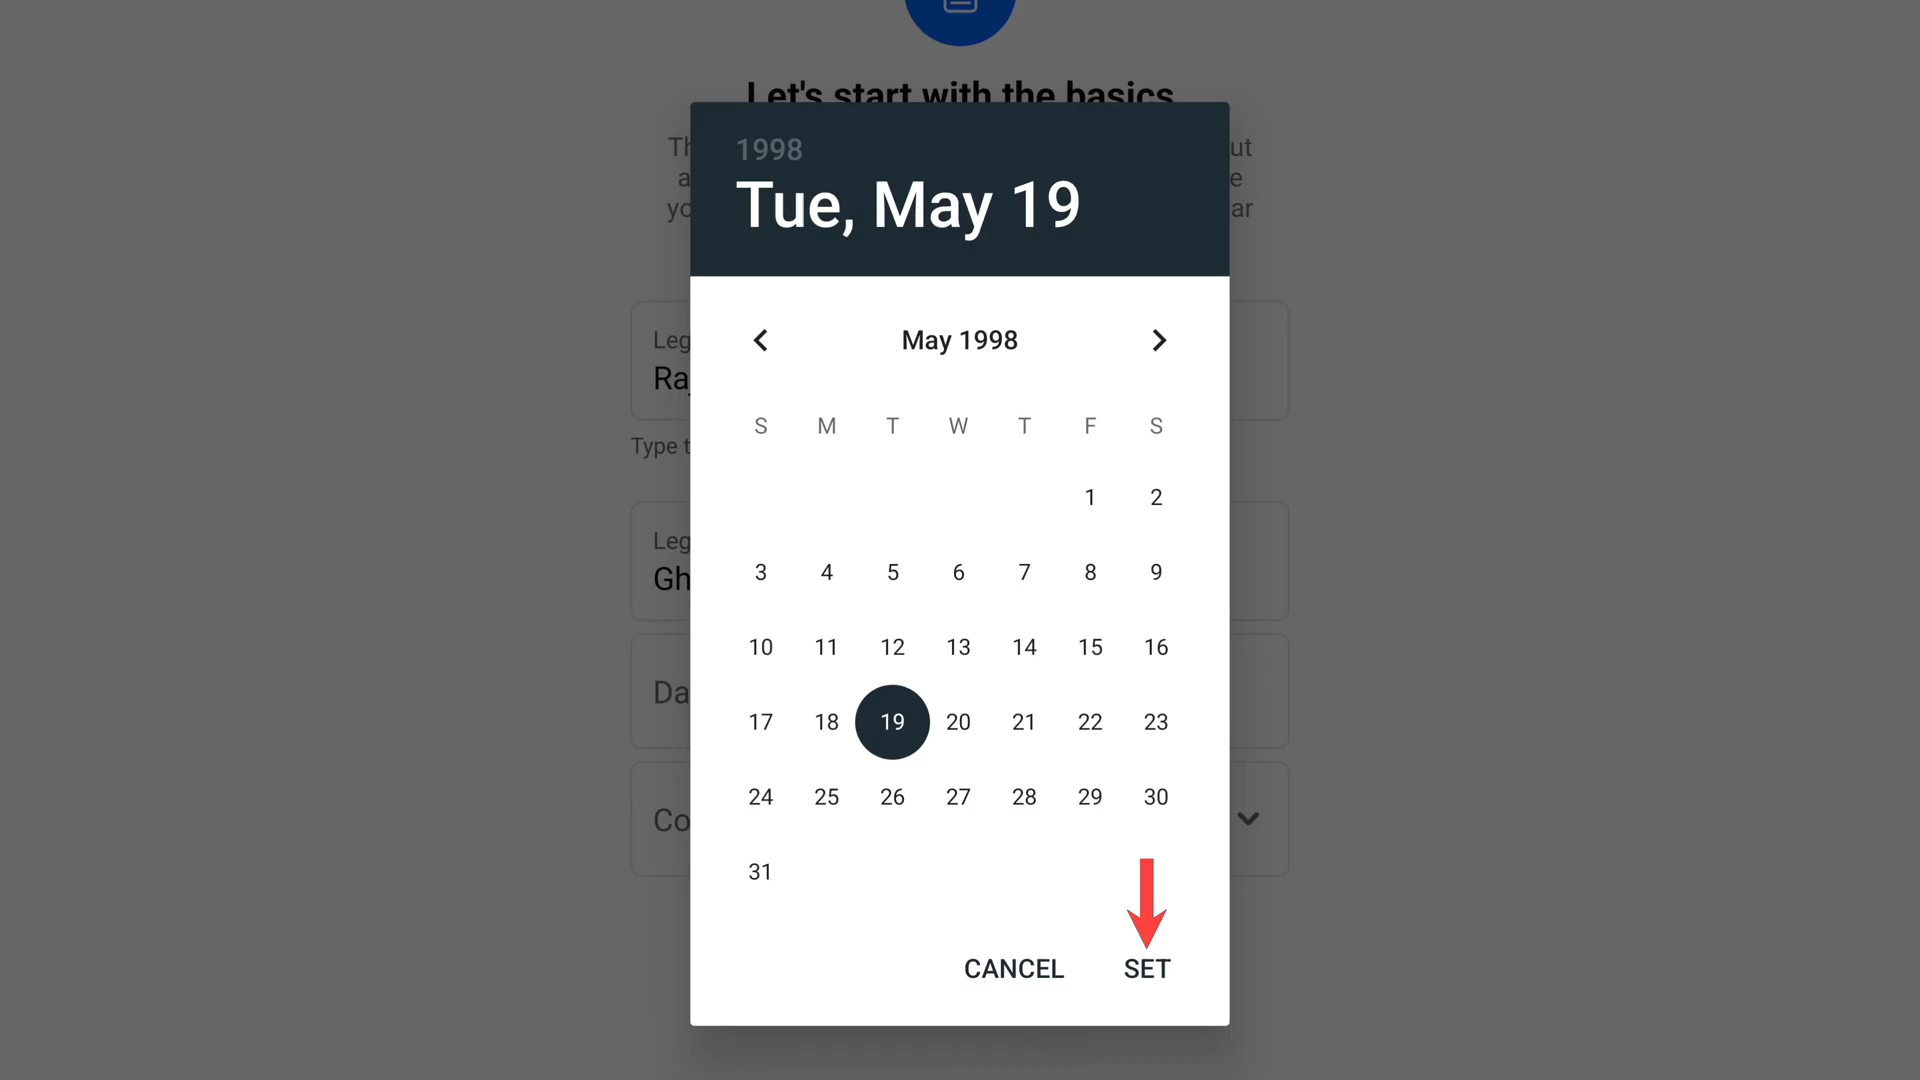 Let's start with the basics
1998
Tue, May 19
May 1998
S M T W T F S
1 2
3 4 5 6 7 8 9
10 11 12 13 14 15 16
17 18 19 20 21 22 23
24 25 26 27 28 29 30
31
Type
CANCEL SET